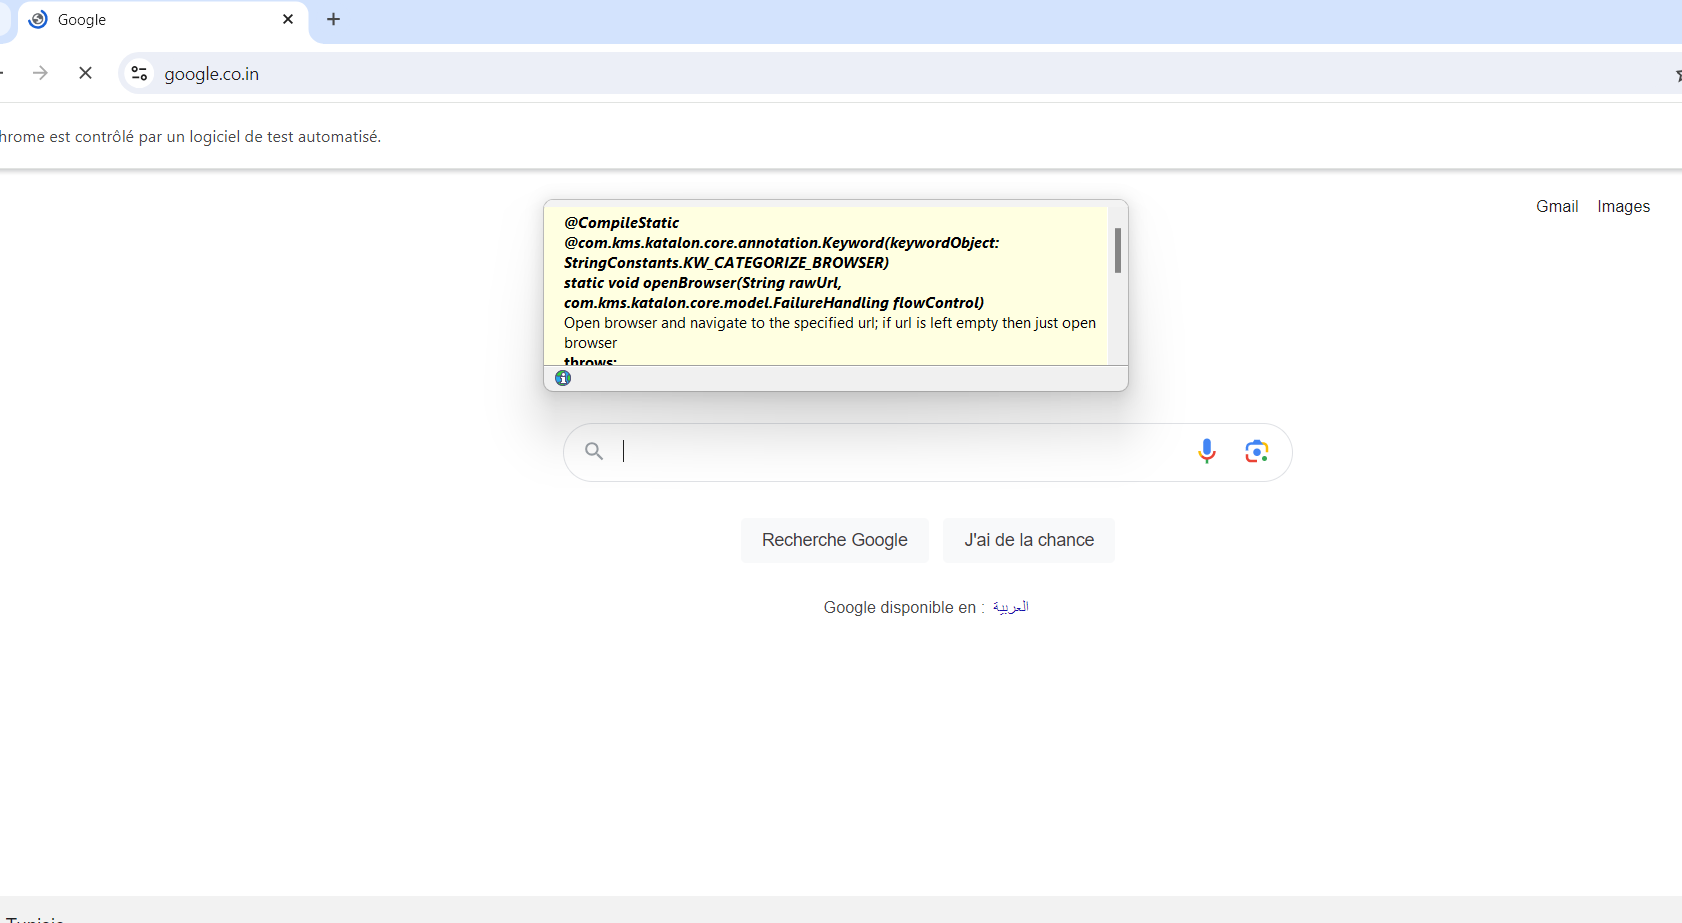 Google
google.co.in
hrome est contrôlé par un logiciel de test automatisé.
Gmail Images
@CompileStatic
@com.kms.katalon.core.annotation.Keyword(keywordObject:
StringConstants.KW_CATEGORIZE_BROWSER)
static void openBrowser(String rawUrl,
com.kms.katalon.core.model.FailureHandling flowControl)
Open browser and navigate to the specified url; if url is left empty then just open
browser
throws:
Recherche Google J'ai de la chance
Google disponible en : العربية
Tunisie